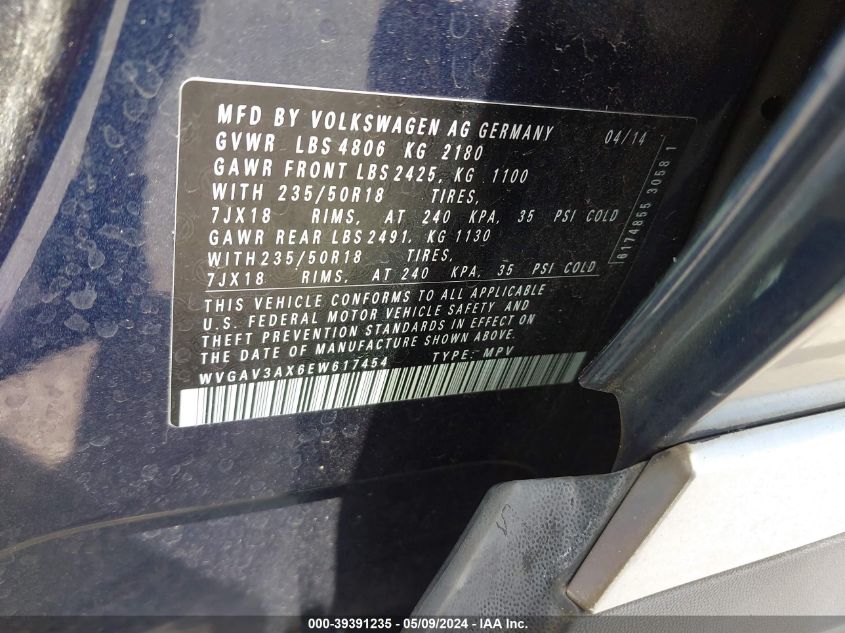 MFD BY VOLKSWAGEN AG GERMANY 04/14
GVWR LBS 4806 KG 2180
GAWR FRONT LBS 2425, KG 1100
WITH 235/50R18 TIRES,
7JX18 RIMS, AT 240 KPA, 35 PSI COLD
GAWR REAR LBS 2491, KG 1130
WITH 235/50R18 TIRES,
7JX18 RIMS, AT 240 KPA, 35 PSI COLD
THIS VEHICLE CONFORMS TO ALL APPLICABLE
U.S. FEDERAL MOTOR VEHICLE SAFETY AND
THEFT PREVENTION STANDARDS IN EFFECT ON
THE DATE OF MANUFACTURE SHOWN ABOVE.
WVGAV3AX6EW617454 TYPE: MPV
3058 1
000-39391235 - 05/09/2024 - IAA Inc.